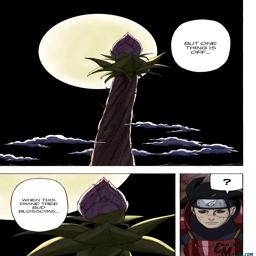 BUT ONE
THING IS
OFF...
WHEN THIS
DIVINE TREE
BUD
BLOSSOMS...
?